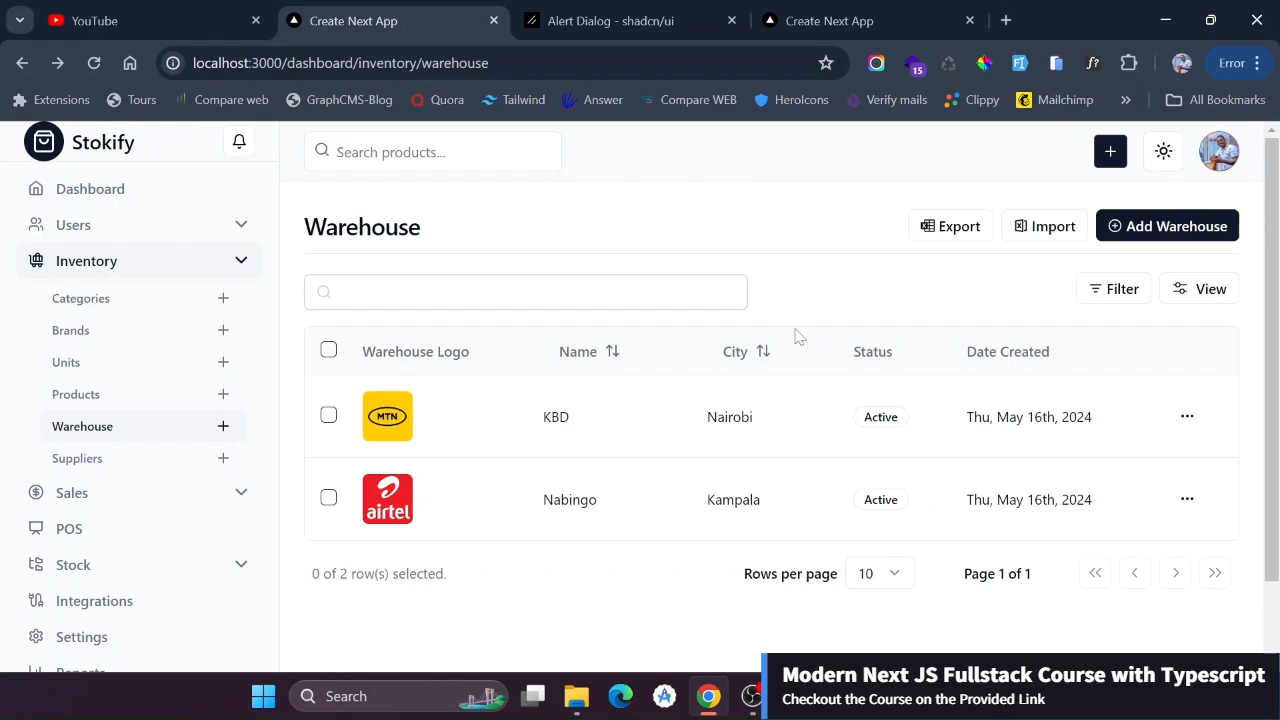 YouTube
Create Next App
Alert Dialog - shadcn/ui
Create Next App
localhost:3000/dashboard/inventory/warehouse
15
Error
Extensions
Tours
Compare web
GraphCMS-Blog
Quora
Tailwind
Answer
Compare WEB
HeroIcons
Verify mails
Clippy
Mailchimp
All Bookmarks
Stokify
Search products...
Dashboard
Users
Inventory
Categories
Brands
Units
Products
Warehouse
Suppliers
Sales
POS
Stock
Integrations
Settings
Reports
Warehouse
Export
Import
Add Warehouse
Filter
View
Warehouse Logo
Name
City
Status
Date Created
MTN
KBD
Nairobi
Active
Thu, May 16th, 2024
airtel
Nabingo
Kampala
Active
Thu, May 16th, 2024
0 of 2 row(s) selected.
Rows per page
10
Page 1 of 1
Modern Next JS Fullstack Course with Typescript
Checkout the Course on the Provided Link
Search